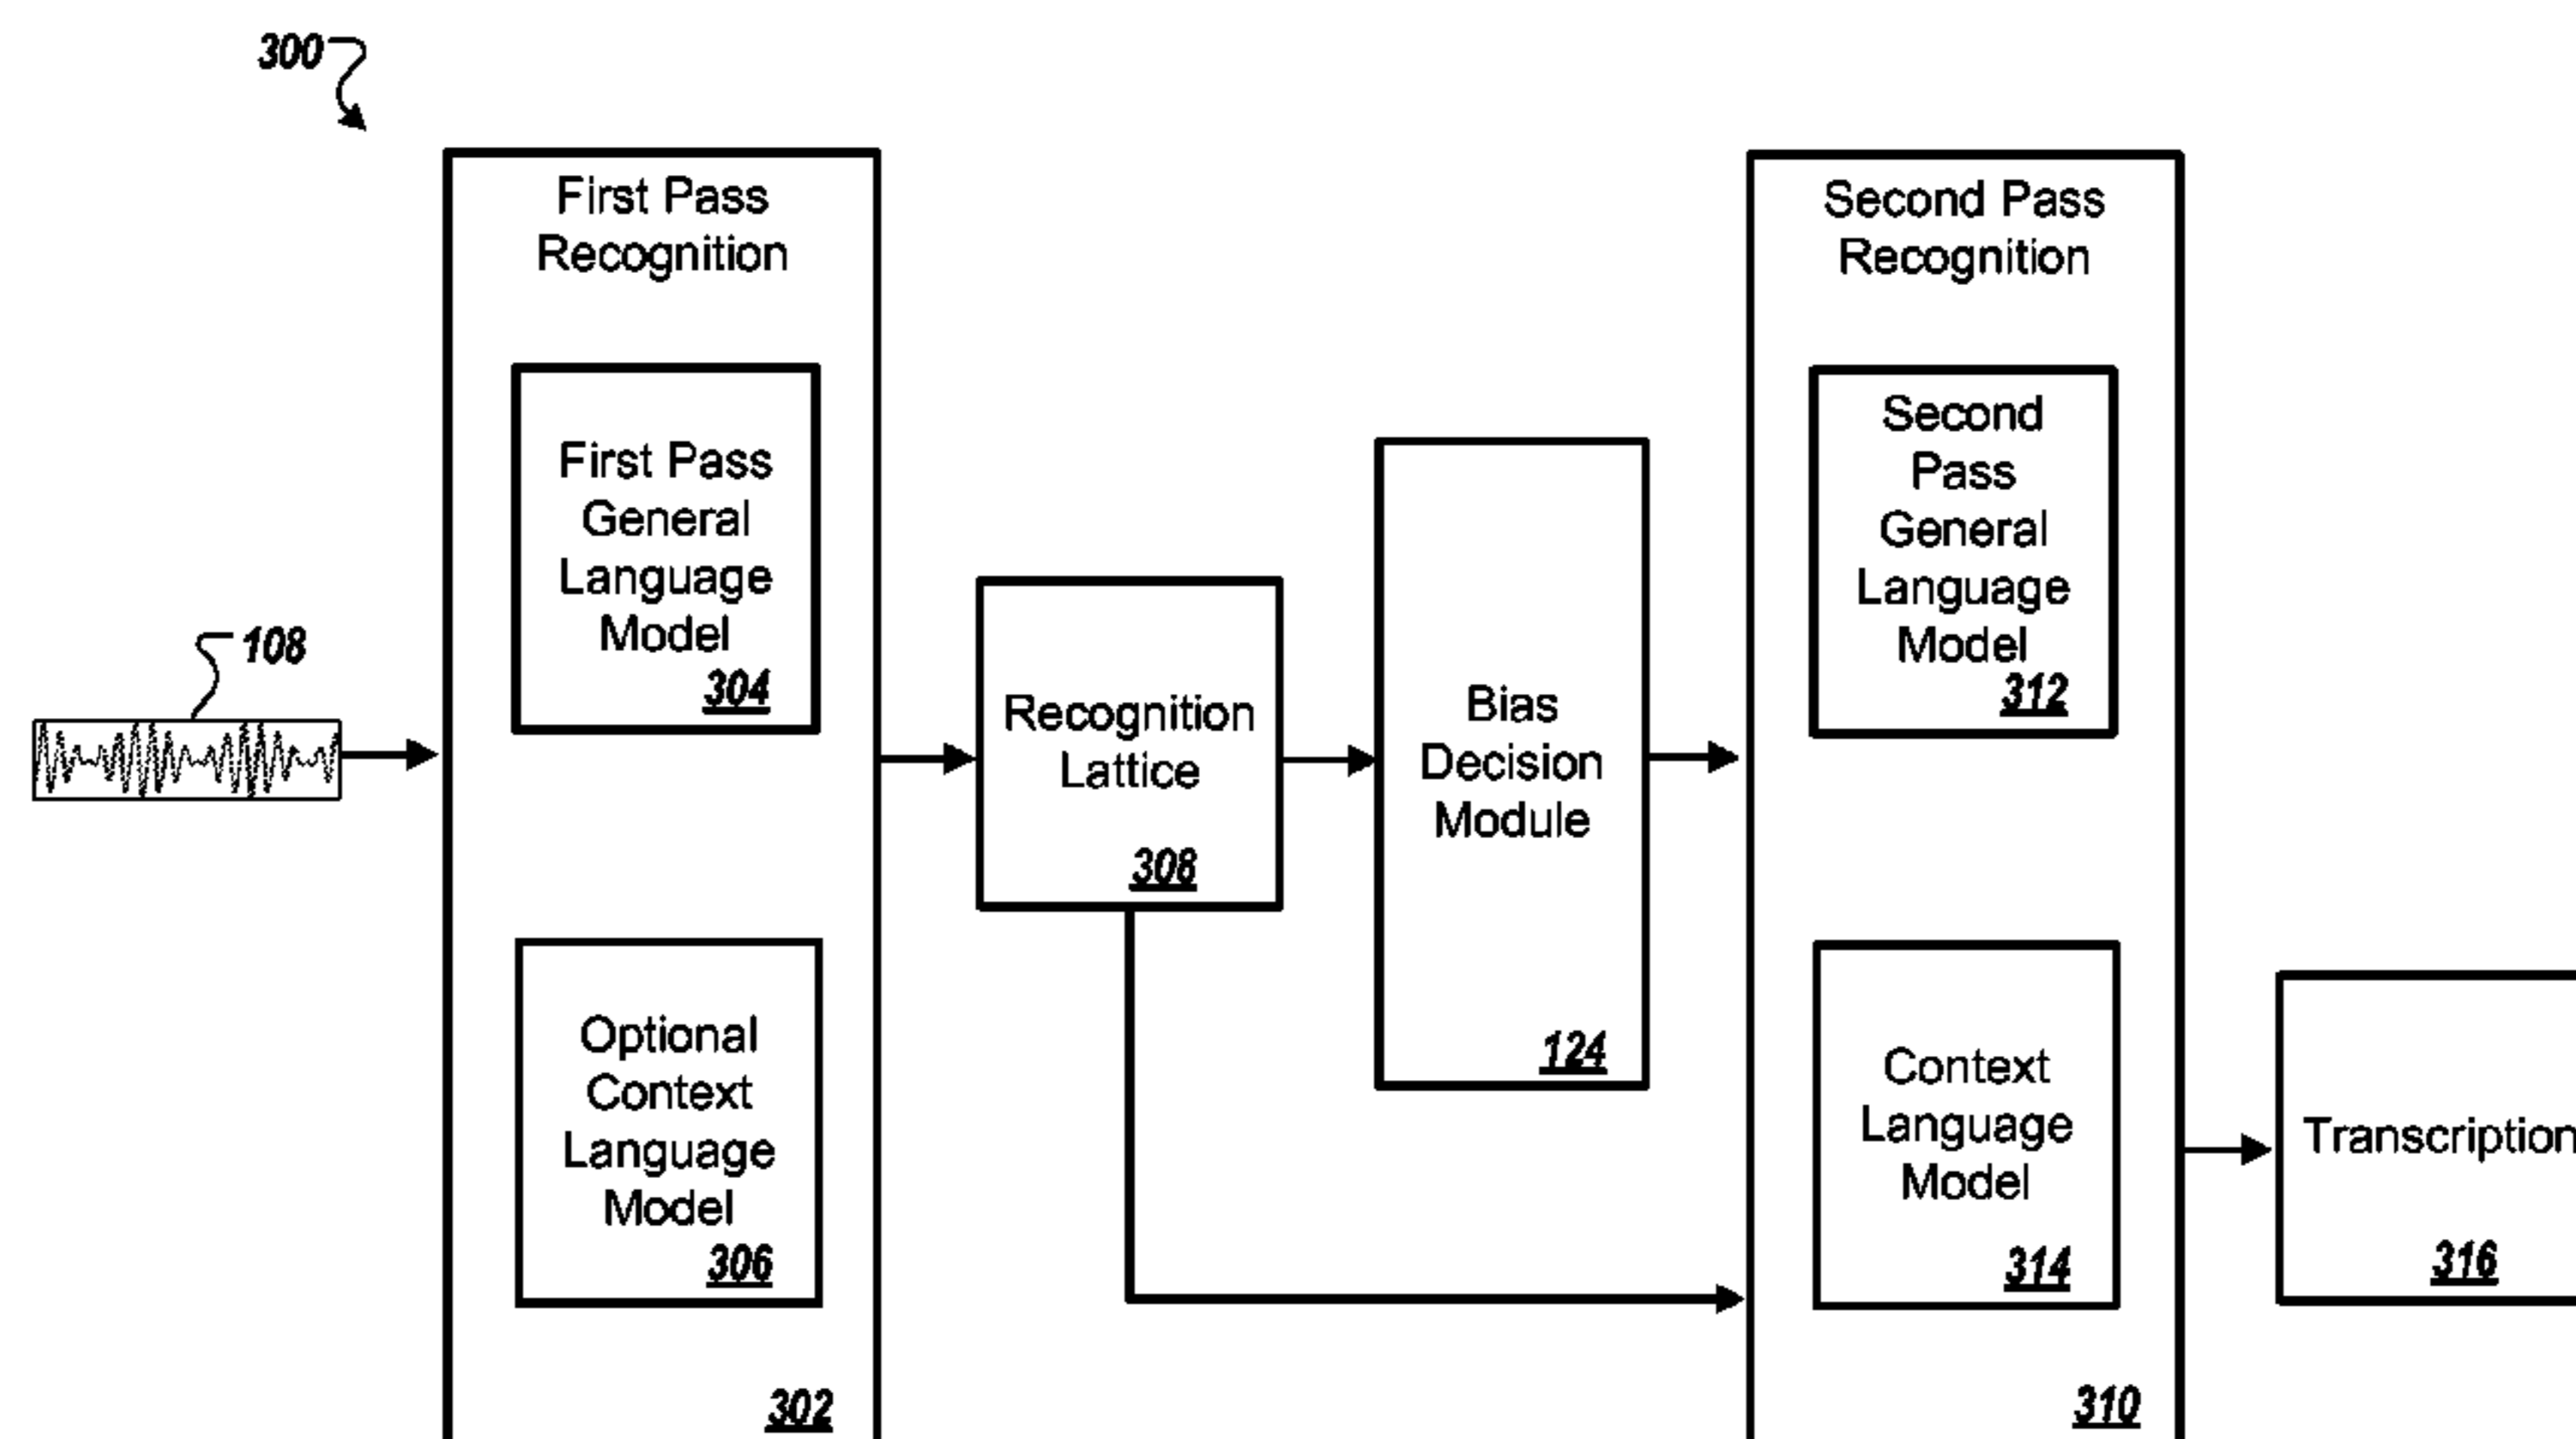 300
108
First Pass
Recognition
First Pass
General
Language
Model
304
Optional
Context
Language
Model
306
302
Recognition
Lattice
308
Bias
Decision
Module
124
Second Pass
Recognition
Second
Pass
General
Language
Model
312
Context
Language
Model
314
310
Transcription
316